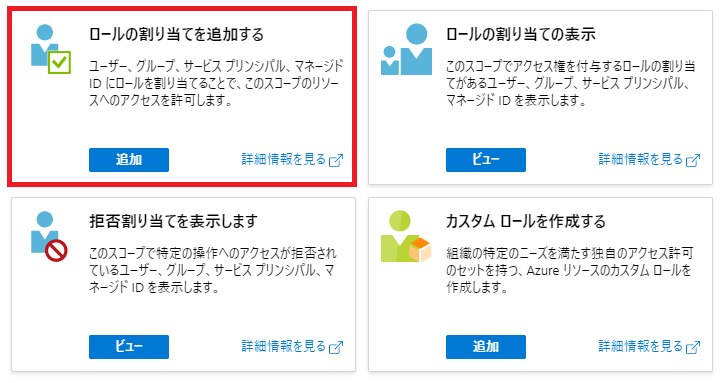 ロールの割り当てを追加する
ユーザー、グループ、サービス プリンシパル、マネージド
ID にロールを割り当てることで、このスコープのリソー
スへのアクセスを許可します。
追加
詳細情報を見る
ロールの割り当ての表示
このスコープでアクセス権を付与するロールの割り当
てがあるユーザー、グループ、サービス プリンシパル、
マネージド ID を表示します。
ビュー
詳細情報を見る
拒否割り当てを表示します
このスコープで特定の操作へのアクセスが拒否され
ているユーザー、グループ、サービス プリンシパル、マ
ネージド ID を表示します。
ビュー
詳細情報を見る
カスタム ロールを作成する
組織の特定のニーズを満たす独自のアクセス許可
のセットを持つ、Azure リソースのカスタム ロールを
作成します。
追加
詳細情報を見る